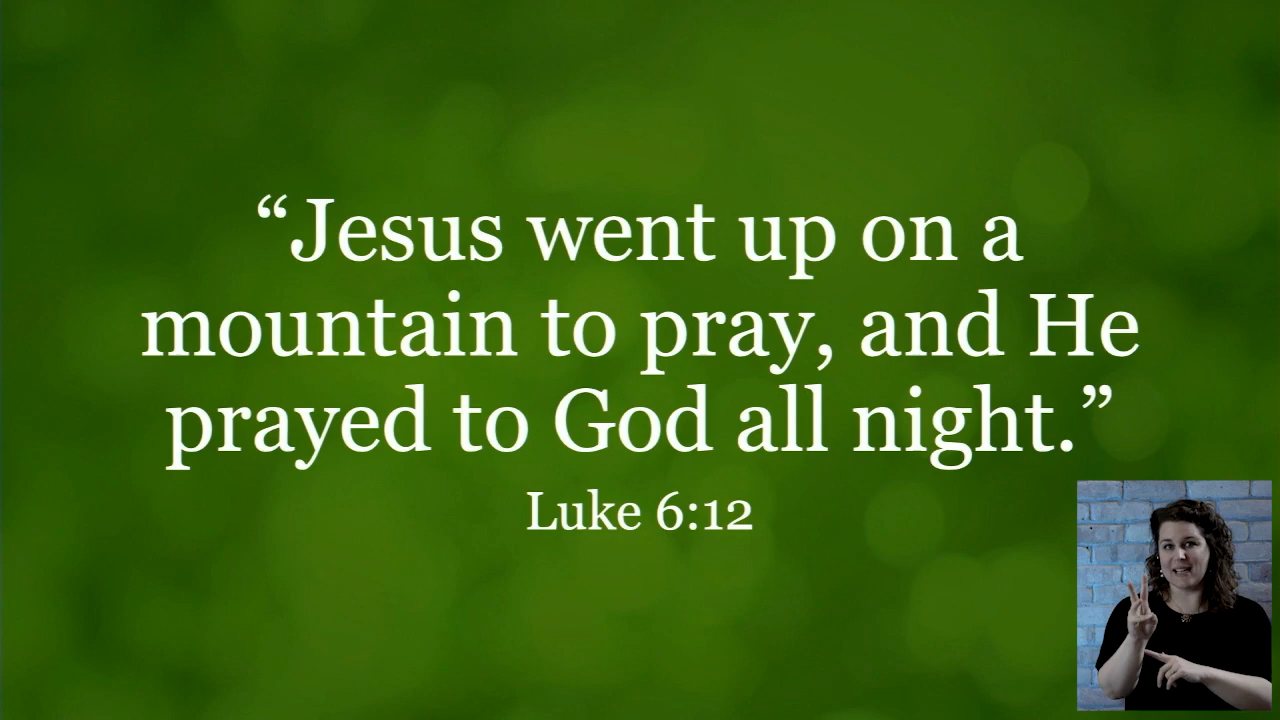 “Jesus went up on a
mountain to pray, and He
prayed to God all night.”
Luke 6:12